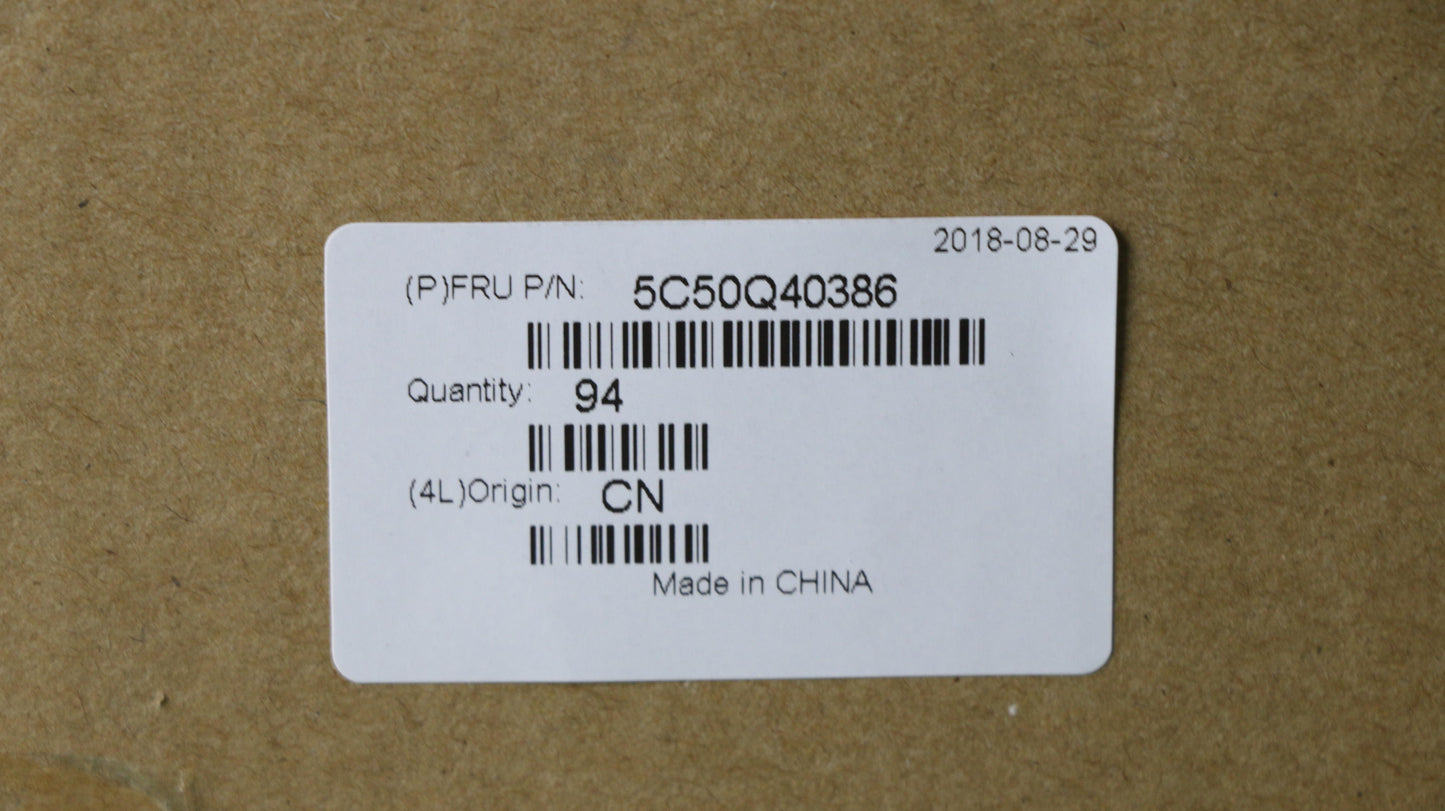 2018-08-29
(P)FRU P/N: 5C50Q40386
Quantity: 94
(4L)Origin: CN
Made in CHINA